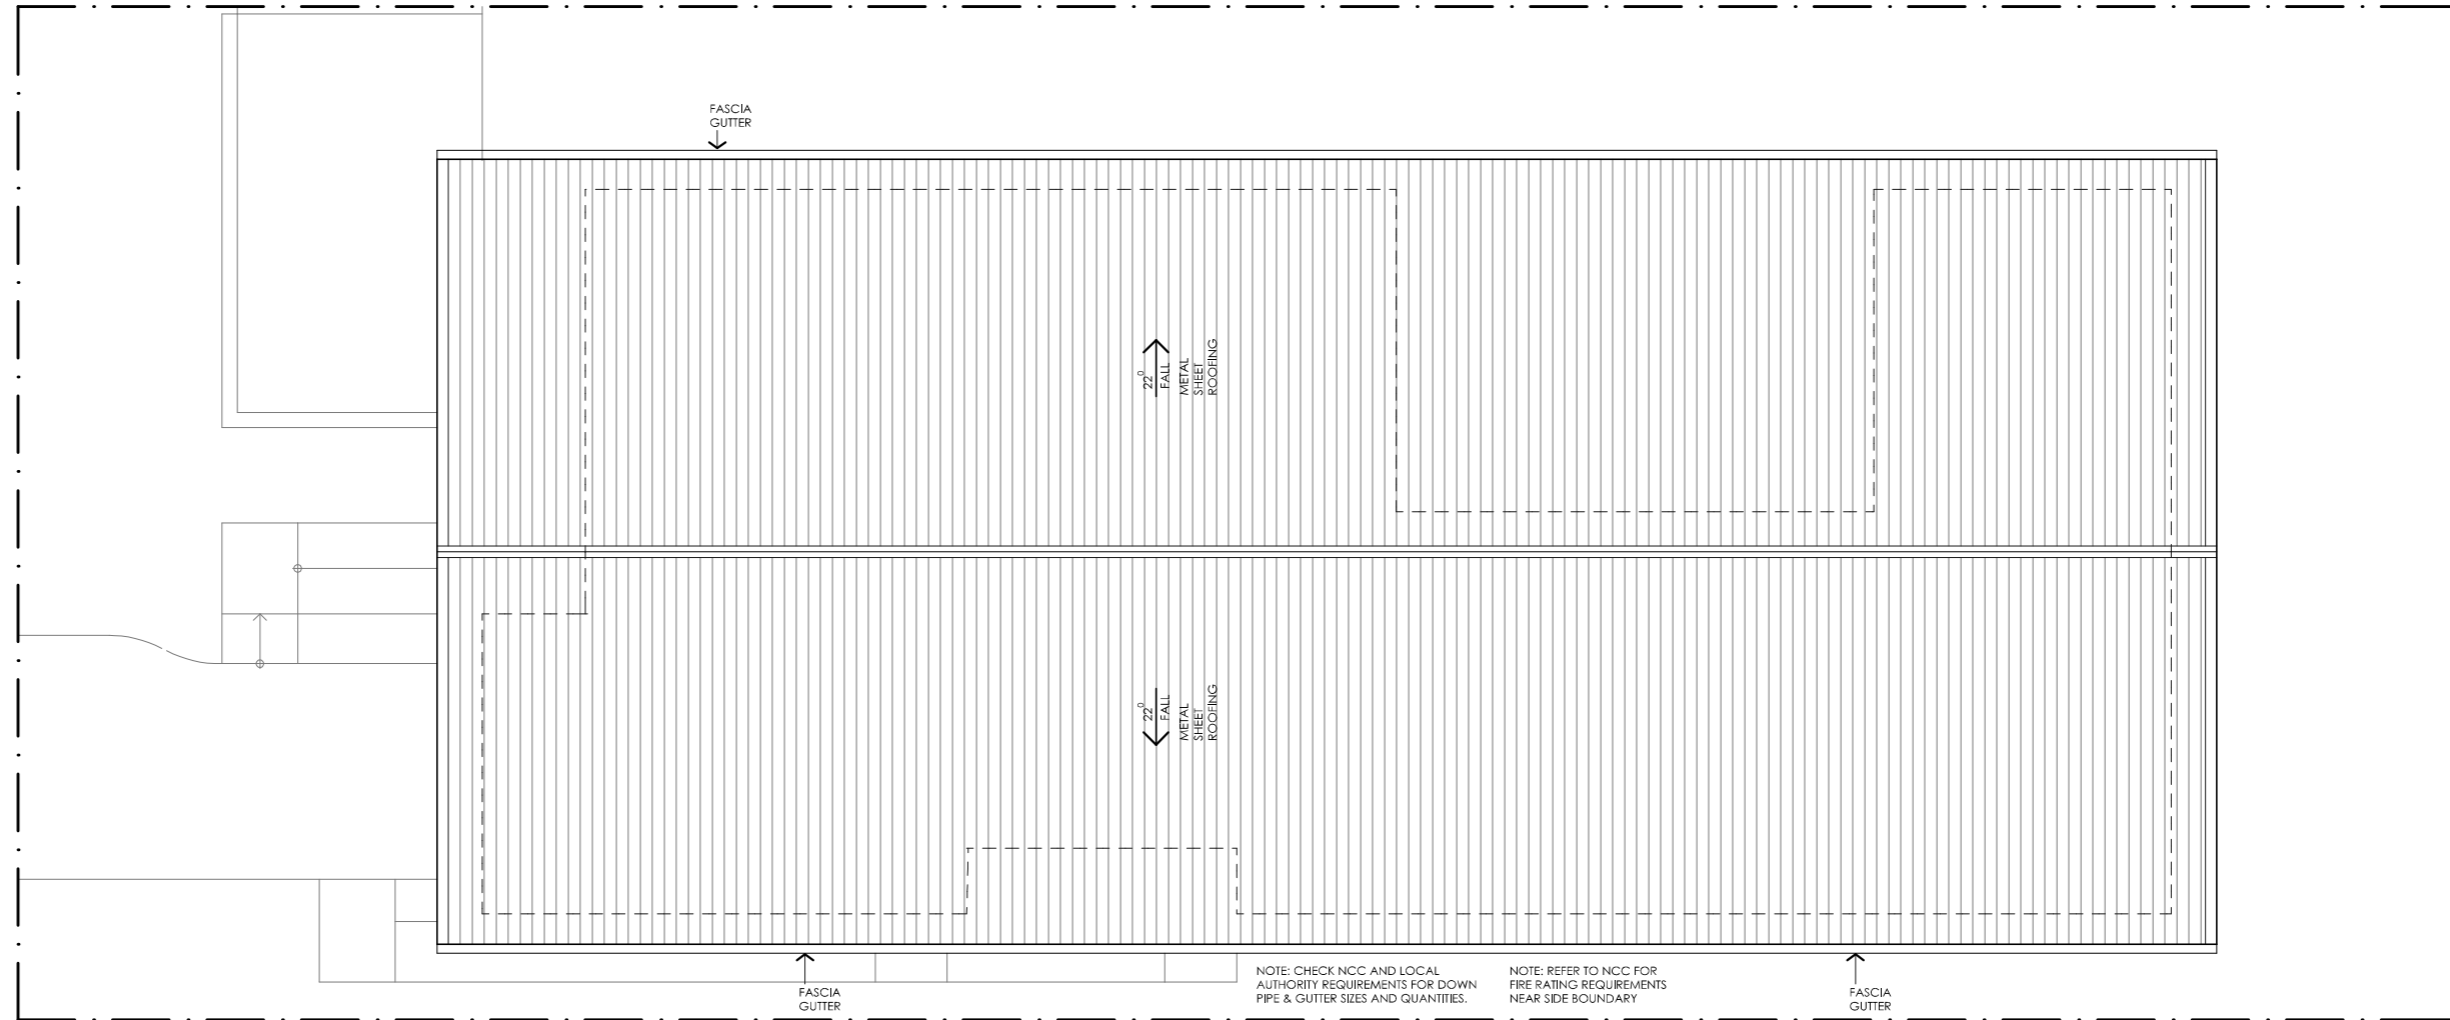 FASCIA
GUTTER
22⁰
FALL
METAL
SHEET
ROOFING
22⁰
FALL
METAL
SHEET
ROOFING
FASCIA
GUTTER
NOTE: CHECK NCC AND LOCAL
AUTHORITY REQUIREMENTS FOR DOWN
PIPE & GUTTER SIZES AND QUANTITIES.
NOTE: REFER TO NCC FOR
FIRE RATING REQUIREMENTS
NEAR SIDE BOUNDARY
FASCIA
GUTTER